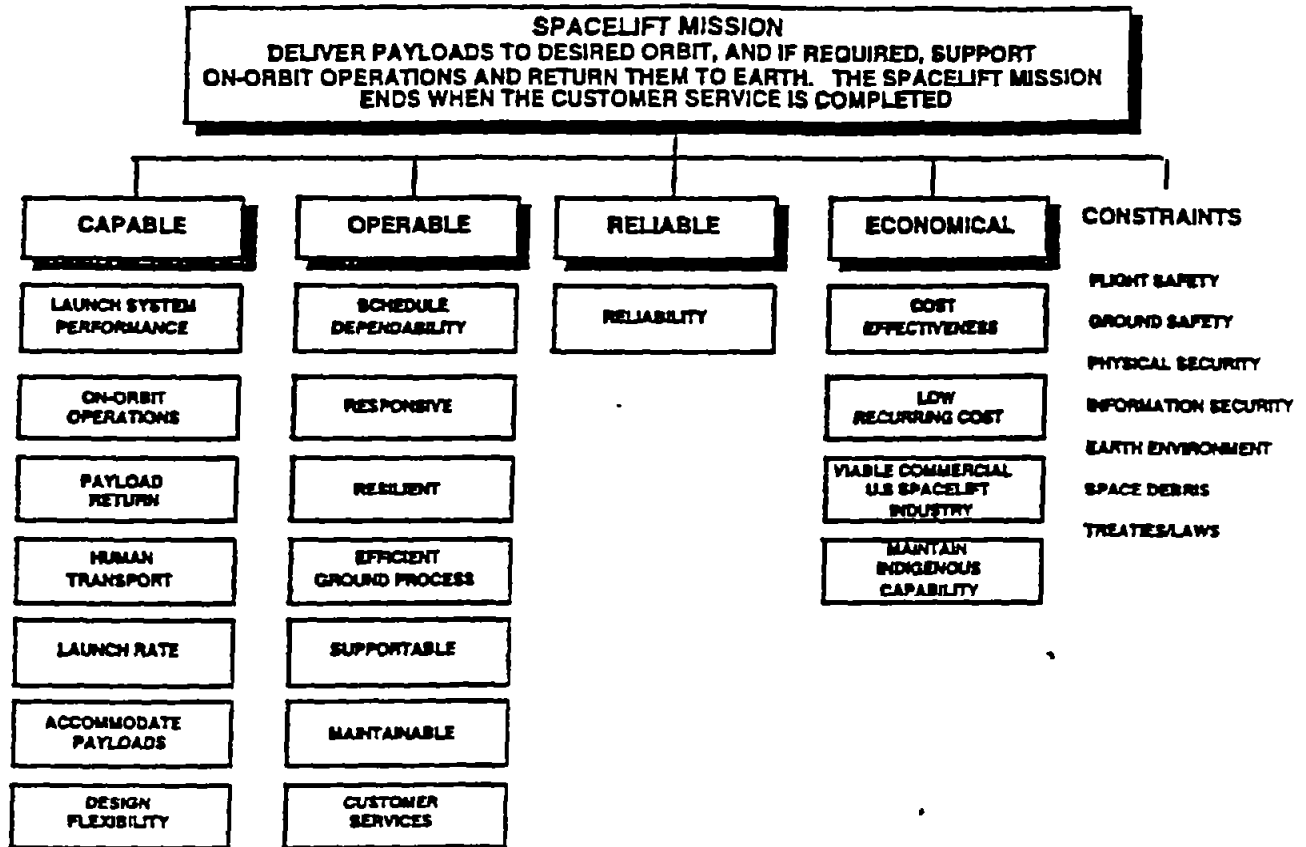 SPACELIFT MISSION
DELIVER PAYLOADS TO DESIRED ORBIT, AND IF REQUIRED, SUPPORT
ON-ORBIT OPERATIONS AND RETURN THEM TO EARTH. THE SPACELIFT MISSION
ENDS WHEN THE CUSTOMER SERVICE IS COMPLETED
CAPABLE
LAUNCH SYSTEM
PERFORMANCE
ON-ORBIT
OPERATIONS
PAYLOAD
RETURN
HUMAN
TRANSPORT
LAUNCH RATE
ACCOMMODATE
PAYLOADS
DESIGN
FLEXIBILITY
OPERABLE
SCHEDULE
DEPENDABILITY
RESPONSIVE
RESILIENT
EFFICIENT
GROUND PROCESS
SUPPORTABLE
MAINTAINABLE
CUSTOMER
SERVICES
RELIABLE
RELIABILITY
ECONOMICAL
COST
EFFECTIVENESS
LOW
RECURRING COST
VIABLE COMMERCIAL
U.S SPACELIFT
INDUSTRY
MAINTAIN
INDIGENOUS
CAPABILITY
CONSTRAINTS
FLIGHT SAFETY
GROUND SAFETY
PHYSICAL SECURITY
INFORMATION SECURITY
EARTH ENVIRONMENT
SPACE DEBRIS
TREATIES/LAWS